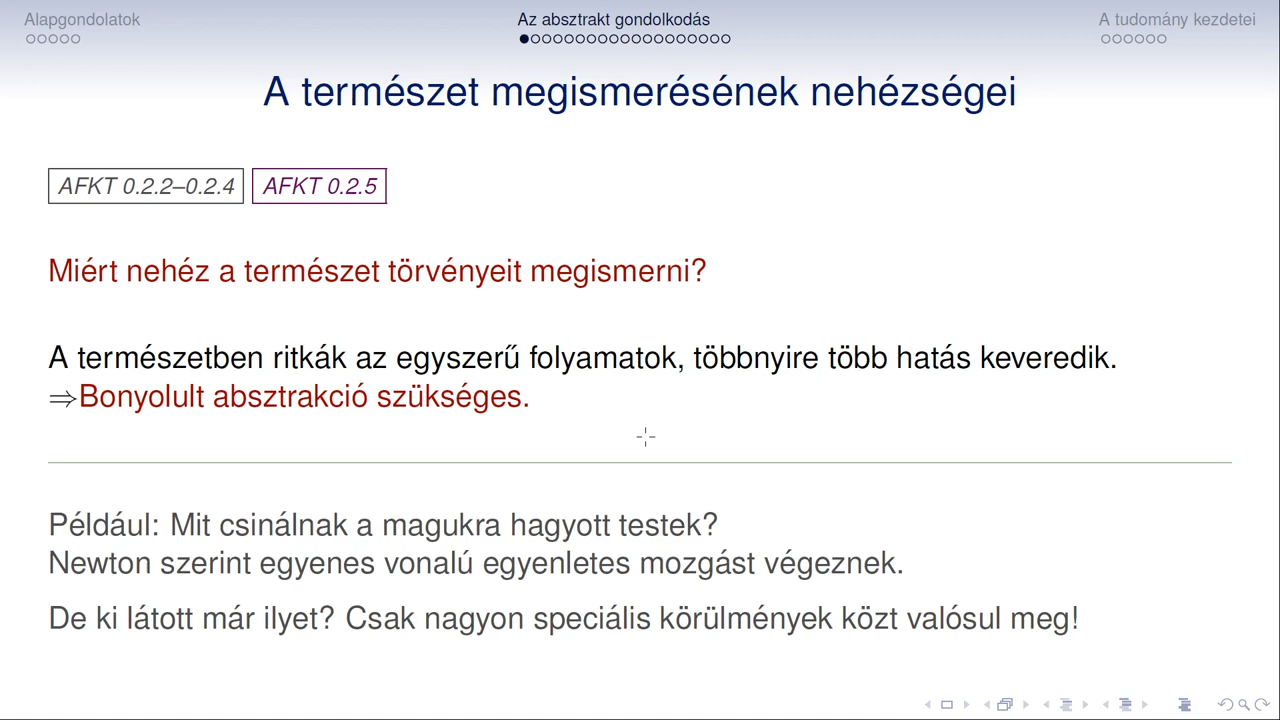 Alapgondolatok Az absztrakt gondolkodás A tudomány kezdetei
A természet megismerésének nehézségei
AFKT 0.2.2–0.2.4 AFKT 0.2.5
Miért nehéz a természet törvényeit megismerni?
A természetben ritkák az egyszerű folyamatok, többnyire több hatás keveredik.
⇒Bonyolult absztrakció szükséges.
Például: Mit csinálnak a magukra hagyott testek?
Newton szerint egyenes vonalú egyenletes mozgást végeznek.
De ki látott már ilyet? Csak nagyon speciális körülmények közt valósul meg!